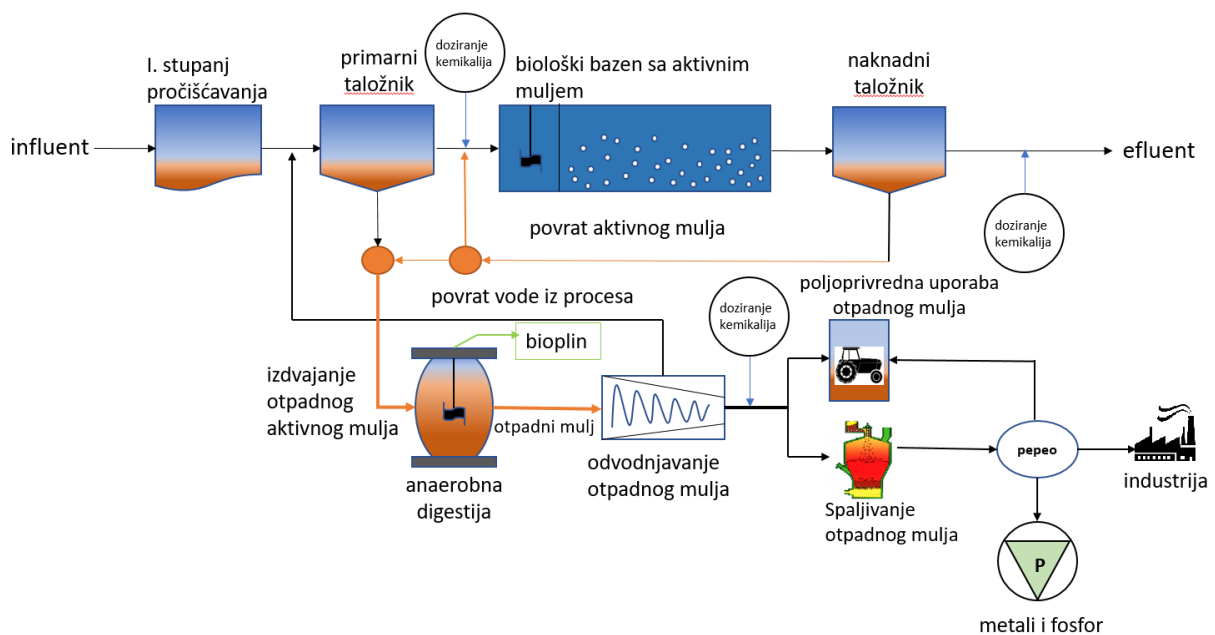 I. stupanj
pročišćavanja
primarni
taložnik
doziranje
kemikalija
biološki bazen sa aktivnim
muljem
naknadni
taložnik
influent
efluent
doziranje
kemikalija
povrat aktivnog mulja
povrat vode iz procesa
doziranje
kemikalija
poljoprivredna uporaba
otpadnog mulja
bioplin
izdvajanje
otpadnog
aktivnog mulja
otpadni mulj
anaerobna
digestija
odvodnjavanje
otpadnog mulja
Spaljivanje
otpadnog mulja
pepeo
industrija
P
metali i fosfor